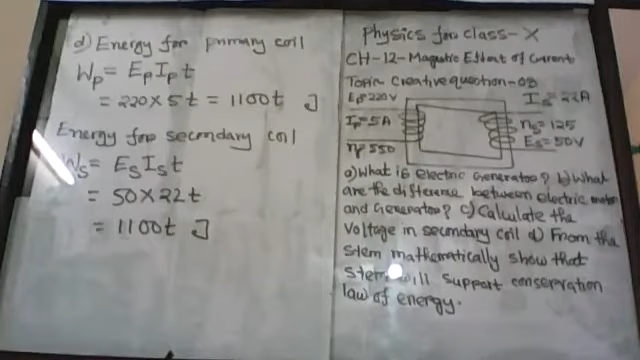 d) Energy for primary coil
Wp = EpIpt
= 220 × 5t = 1100t J
Energy for secondary coil
Ws = EsIst
= 50 × 22t
= 1100t J
Physics for class-X
CH-12-Magnetic Effect of Current
Topic-Creative question-08
Ep=220V
Is=22A
Ip=5A
ns=125
np 550
Es=50V
a) What is electric Generator? b) What
are the difference between electric motor
and Generator? c) Calculate the
Voltage in secondary coil d) From the
Stem mathematically show that
Stem will support conservation
law of energy.